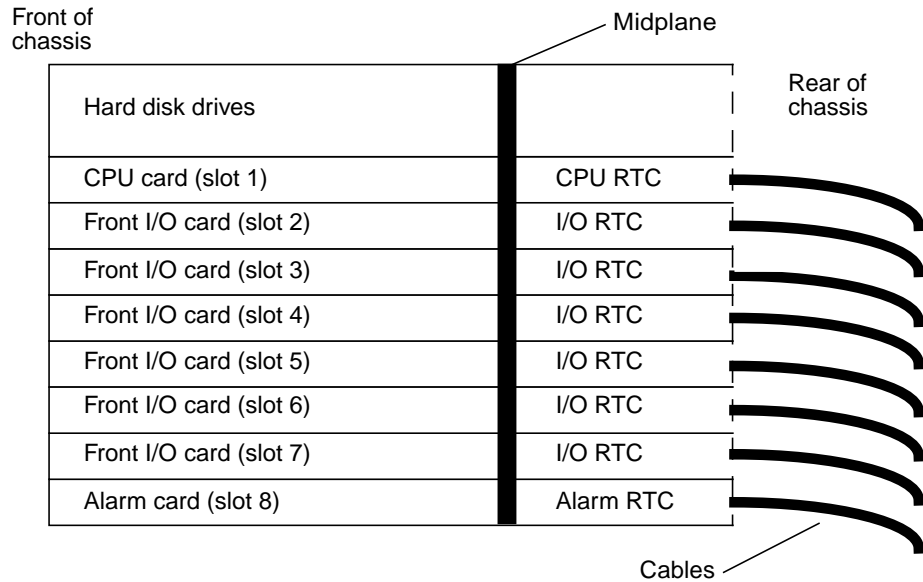 Front of
chassis
Midplane
Rear of
chassis
Hard disk drives
CPU card (slot 1) CPU RTC
Front I/O card (slot 2) I/O RTC
Front I/O card (slot 3) I/O RTC
Front I/O card (slot 4) I/O RTC
Front I/O card (slot 5) I/O RTC
Front I/O card (slot 6) I/O RTC
Front I/O card (slot 7) I/O RTC
Alarm card (slot 8) Alarm RTC
Cables